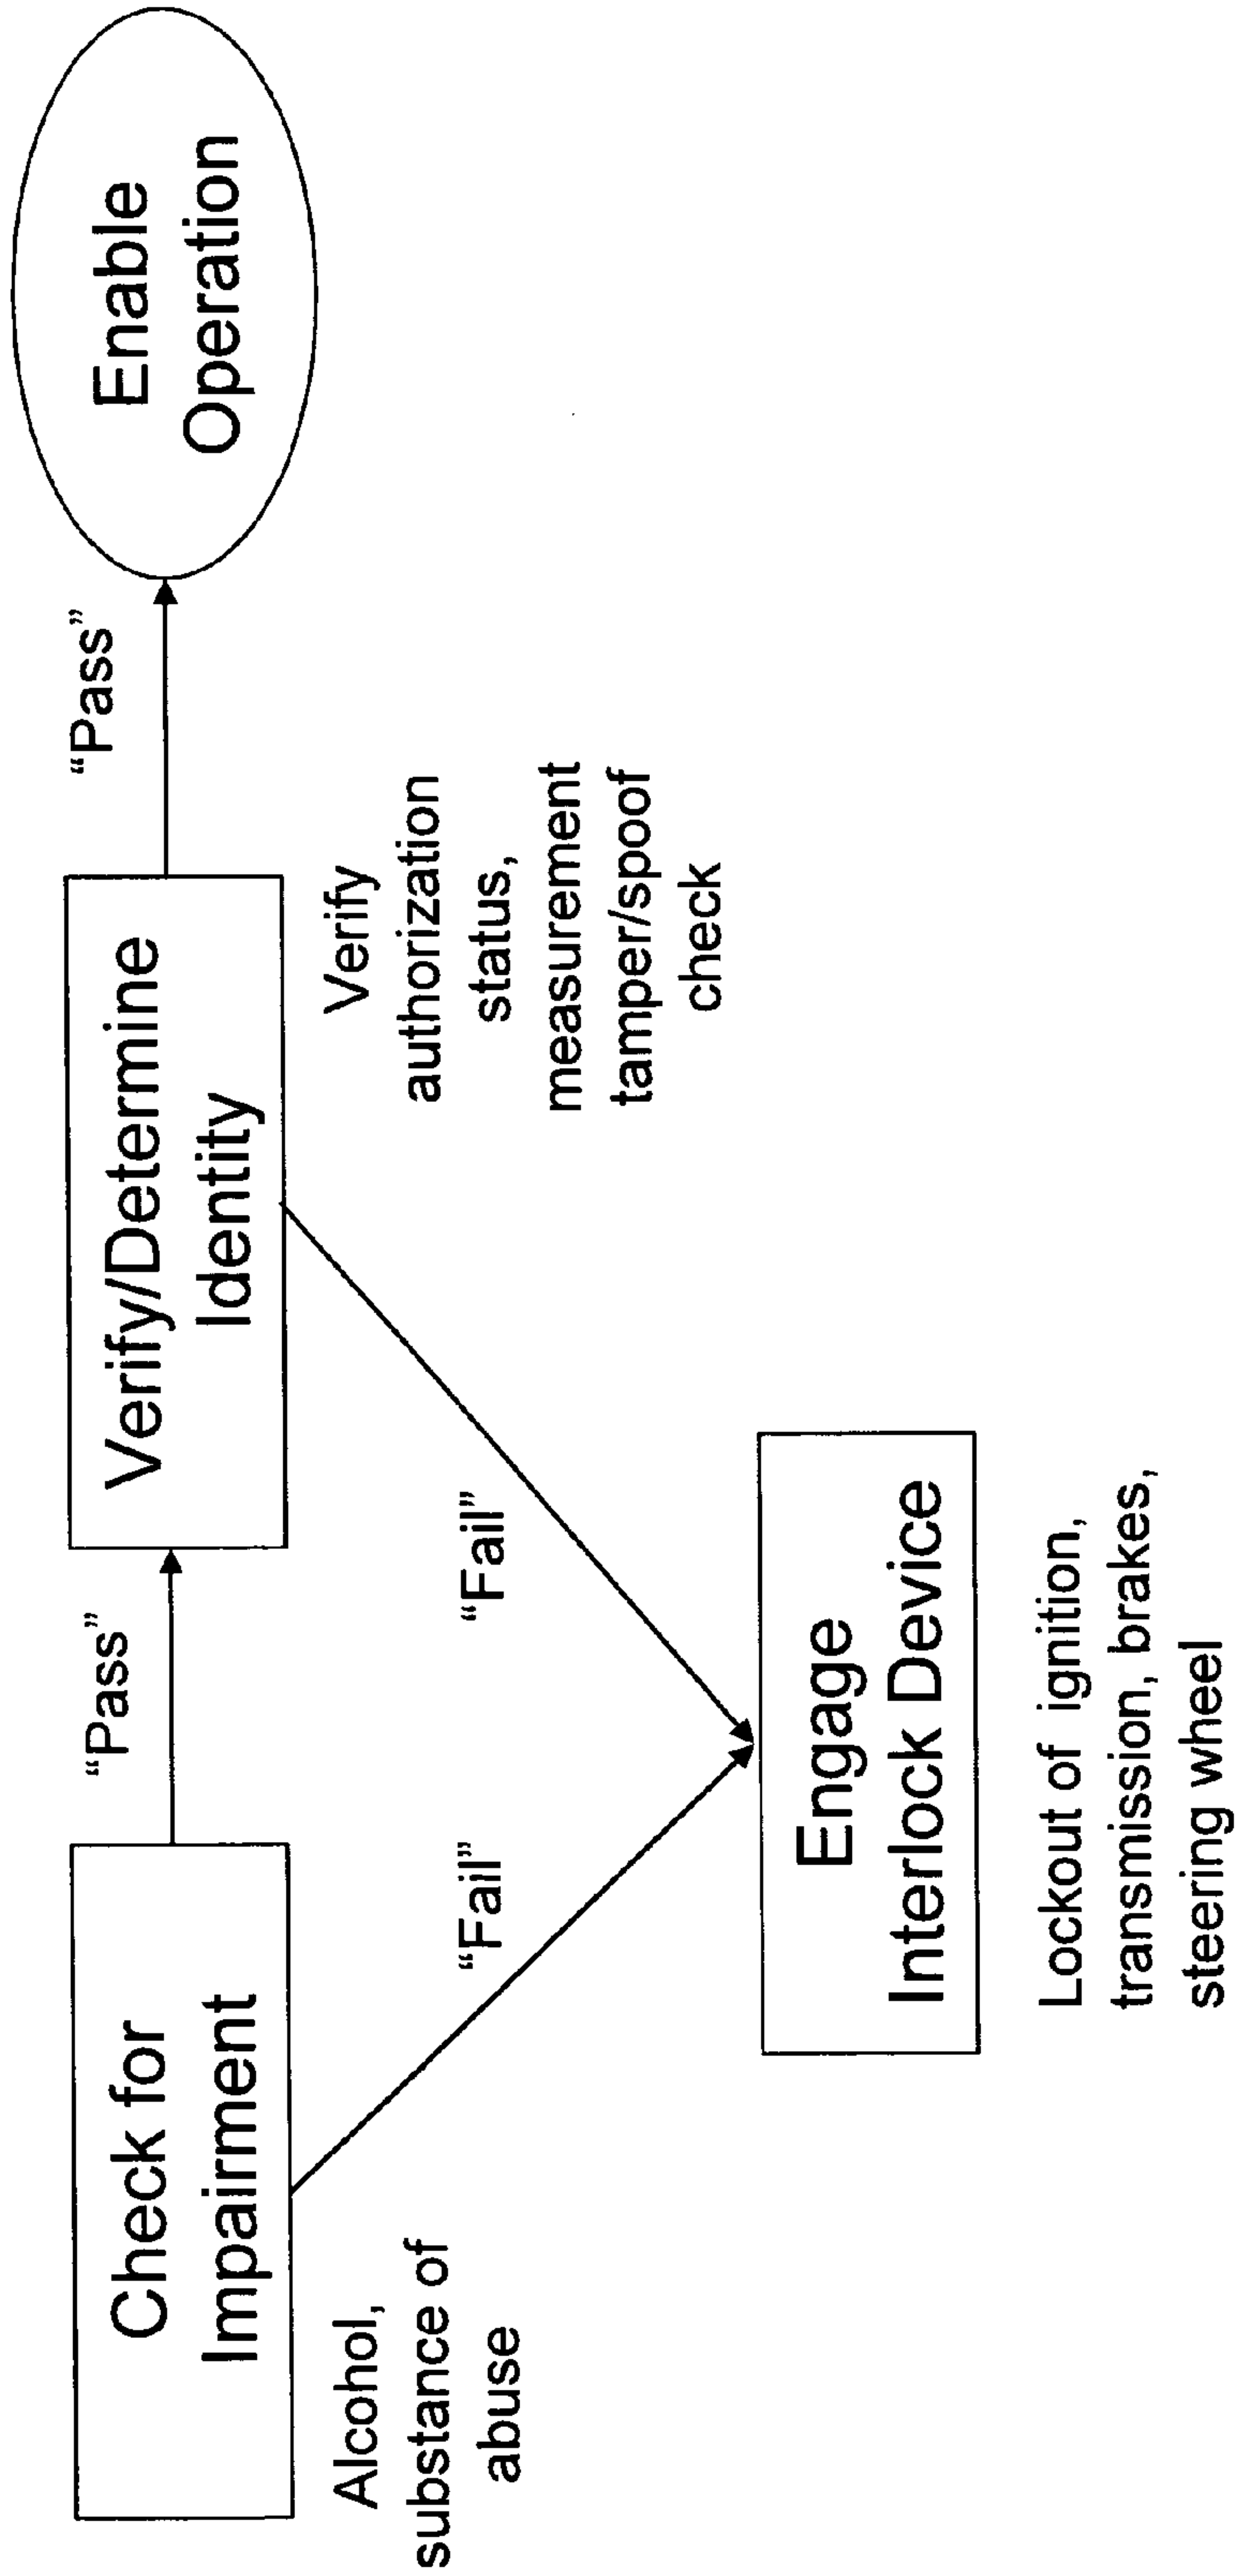 Check for
Impairment
Alcohol,
substance of
abuse
“Pass”
“Fail”
Verify/Determine
Identity
Verify
authorization
status,
measurement
tamper/spoof
check
“Fail”
“Pass”
Enable
Operation
Engage
Interlock Device
Lockout of ignition,
transmission, brakes,
steering wheel